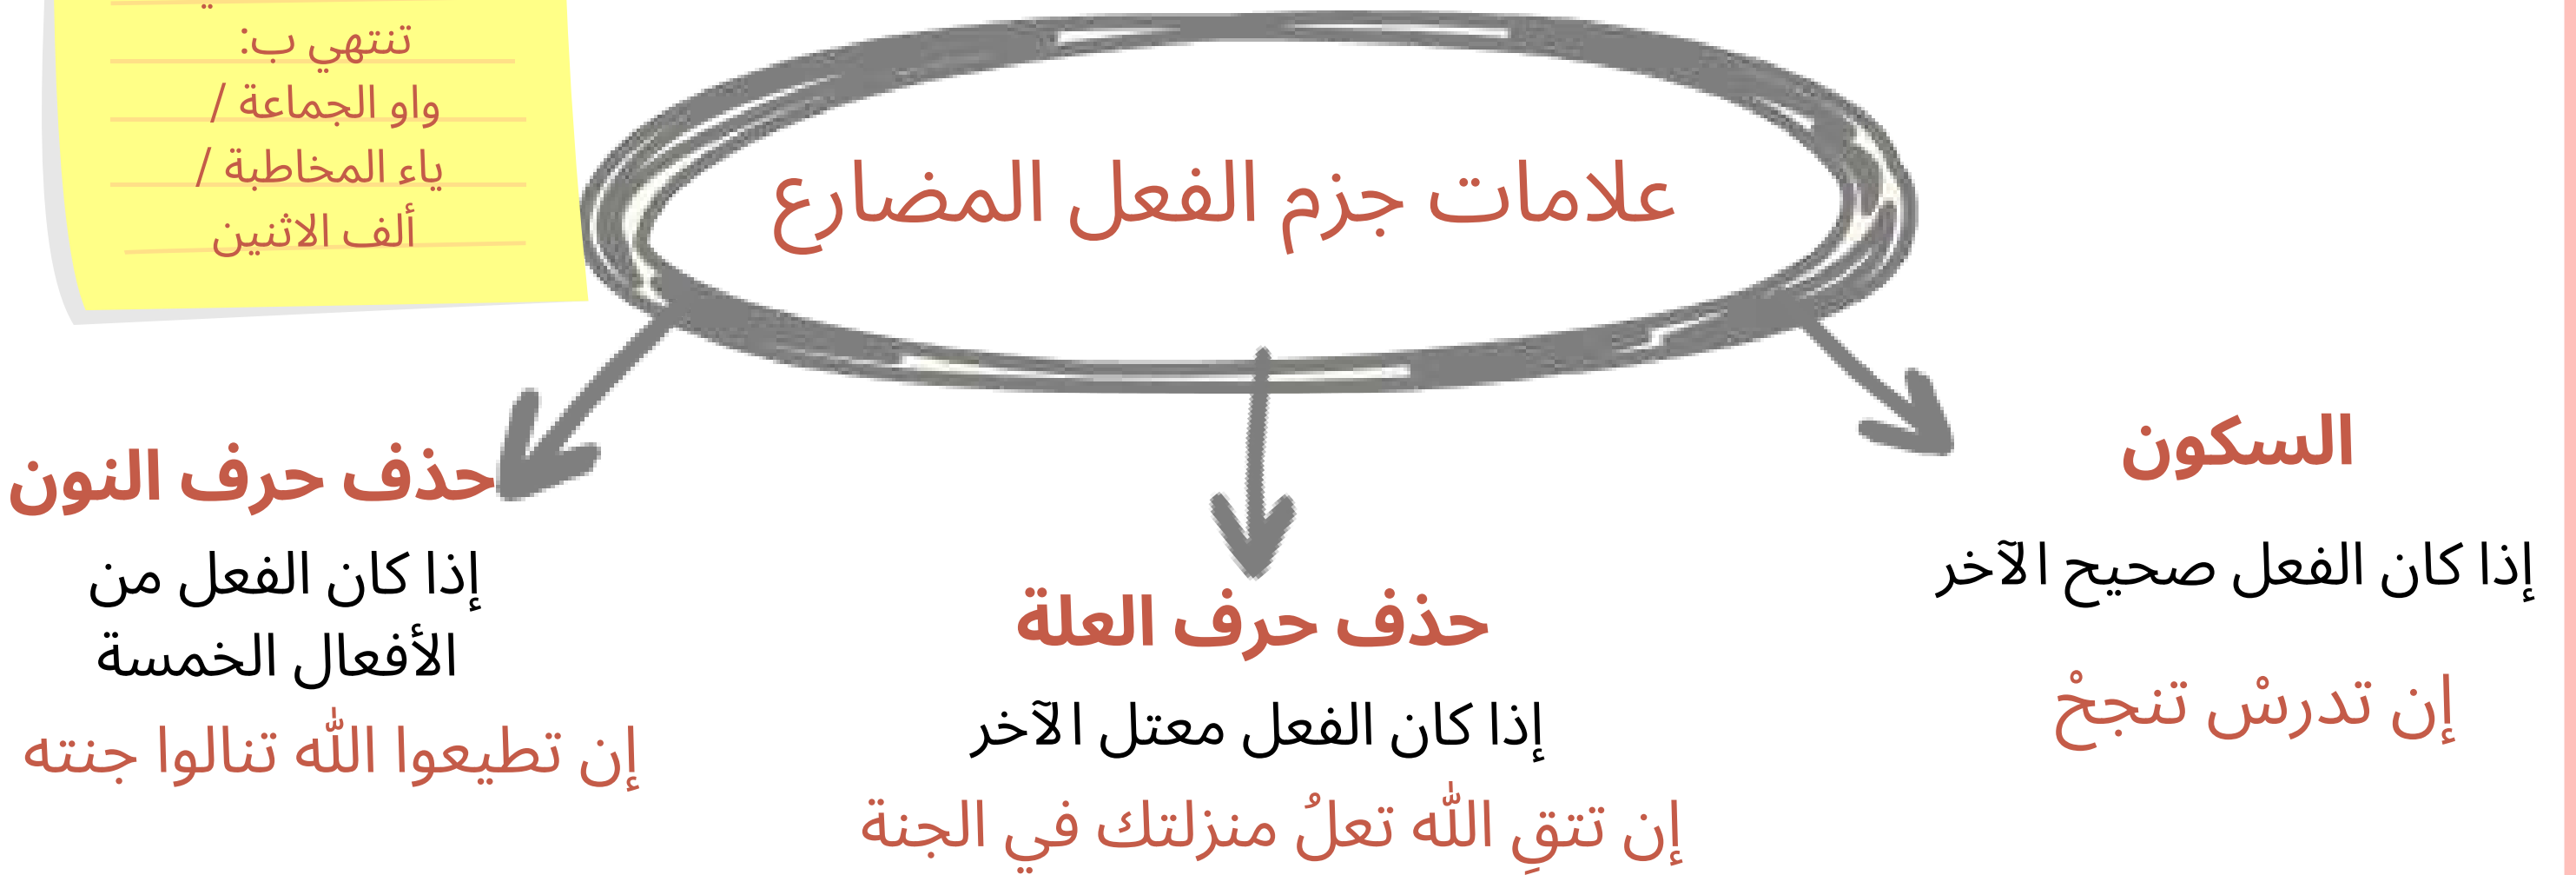 تنتهي ب:
واو الجماعة /
ياء المخاطبة /
ألف الاثنين
علامات جزم الفعل المضارع
السكون
إذا كان الفعل صحيح الآخر
إن تدرسْ تنجحْ
حذف حرف العلة
إذا كان الفعل معتل الآخر
إن تتقِ الله تعلُ منزلتك في الجنة
حذف حرف النون
إذا كان الفعل من
الأفعال الخمسة
إن تطيعوا الله تنالوا جنته